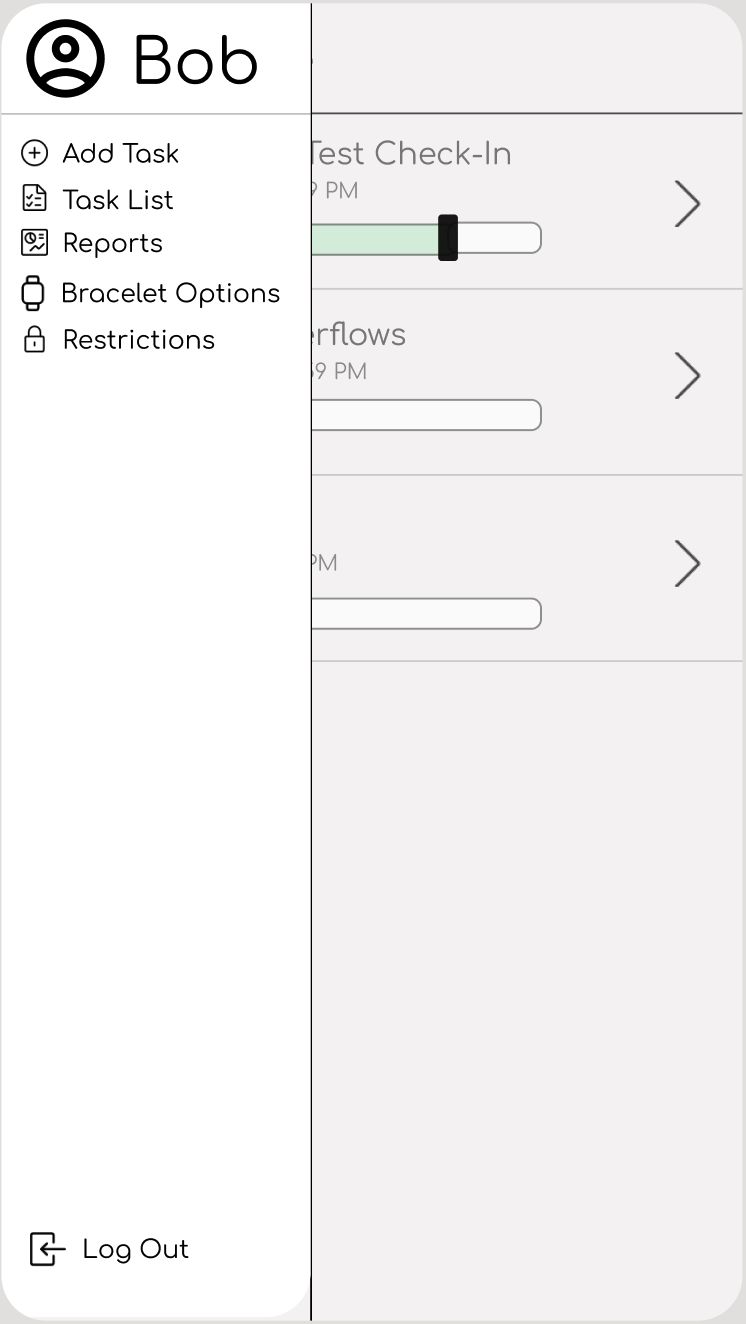 Bob
Add Task
Task List
Reports
Bracelet Options
Restrictions
Test Check-In
9 PM
erflows
59 PM
PM
Log Out